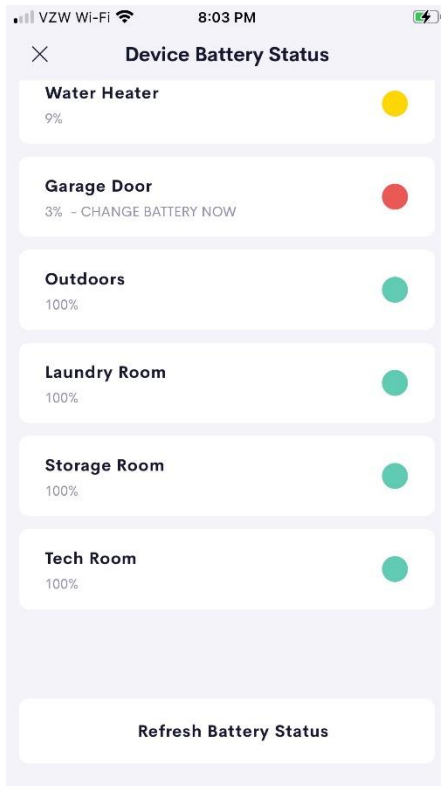 VZW Wi-Fi 8:03 PM
Device Battery Status
Water Heater
9%
Garage Door
3% - CHANGE BATTERY NOW
Outdoors
100%
Laundry Room
100%
Storage Room
100%
Tech Room
100%
Refresh Battery Status